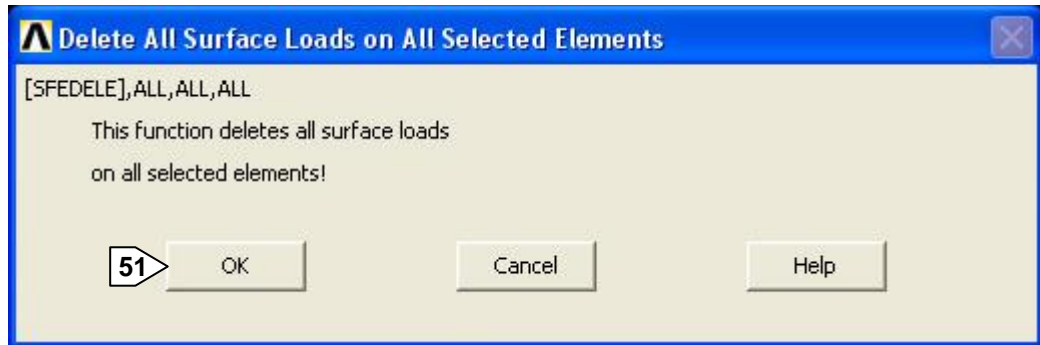 Delete All Surface Loads on All Selected Elements
[SFEDELE],ALL,ALL,ALL
This function deletes all surface loads
on all selected elements!
51 OK Cancel Help